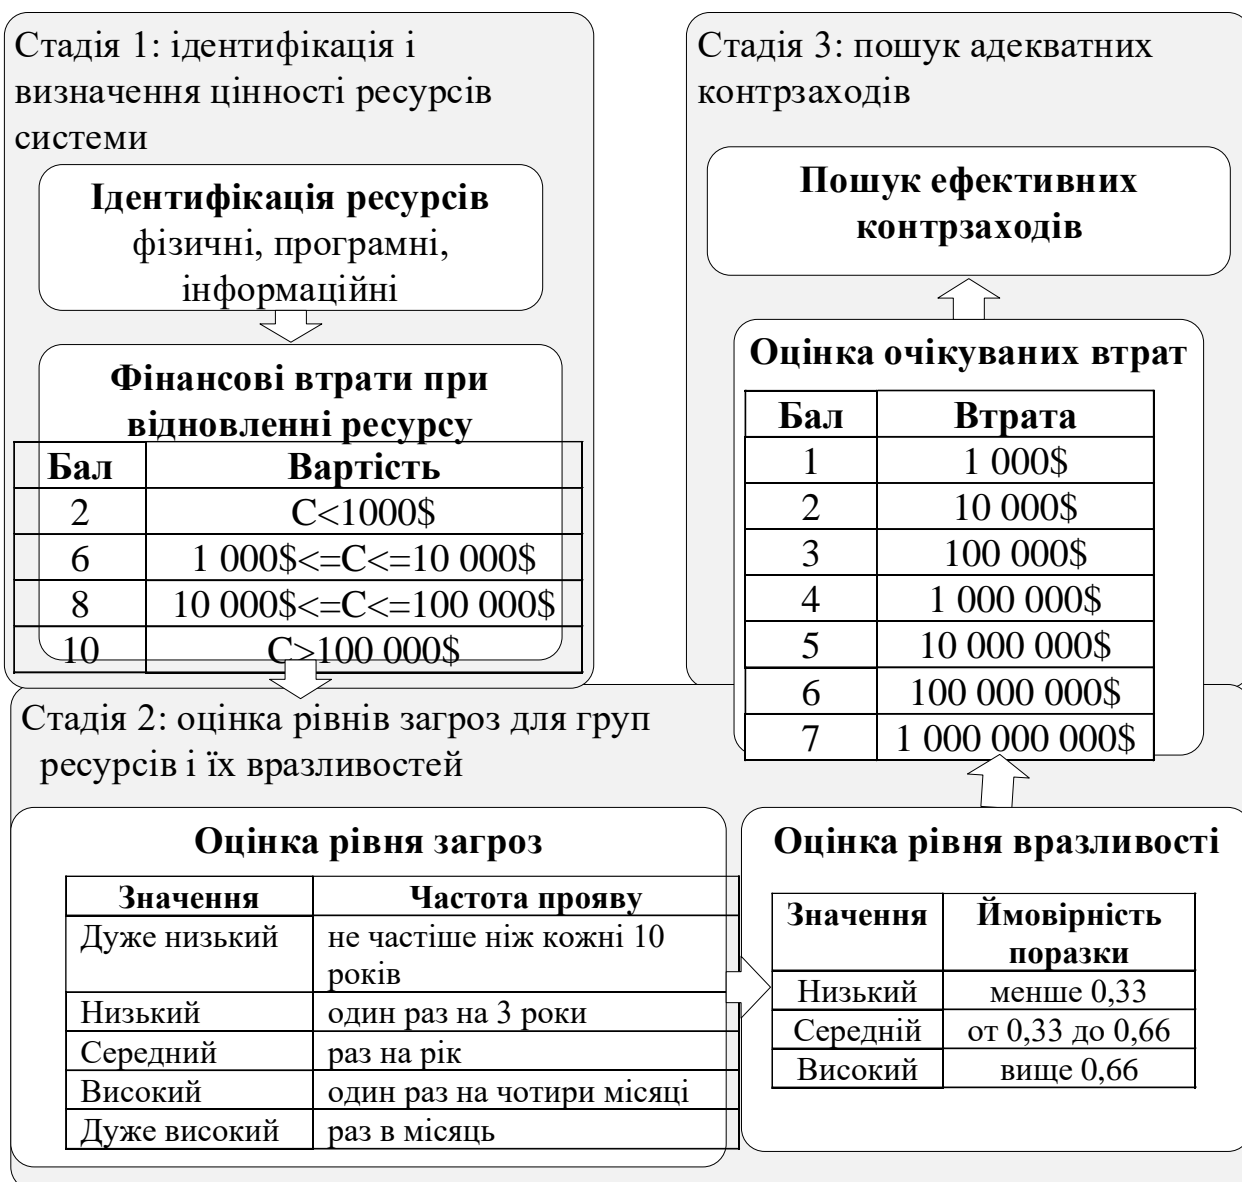 Стадія 1: ідентифікація і
визначення цінності ресурсів
системи
Ідентифікація ресурсів
фізичні, програмні,
інформаційні
Фінансові втрати при
відновленні ресурсу
Бал Вартість
2 C<1000$
6 1 000$<=C<=10 000$
8 10 000$<=C<=100 000$
10 C>100 000$
Стадія 2: оцінка рівнів загроз для груп
ресурсів і їх вразливостей
Оцінка рівня загроз
Значення Частота прояву
Дуже низький не частіше ніж кожні 10
років
Низький один раз на 3 роки
Середний раз на рік
Високий один раз на чотири місяці
Дуже високий раз в місяць
Оцінка рівня вразливості
Значення Ймовірність
поразки
Низький менше 0,33
Середній от 0,33 до 0,66
Високий вище 0,66
Стадія 3: пошук адекватних
контрзаходів
Пошук ефективних
контрзаходів
Оцінка очікуваних втрат
Бал Втрата
1 1 000$
2 10 000$
3 100 000$
4 1 000 000$
5 10 000 000$
6 100 000 000$
7 1 000 000 000$